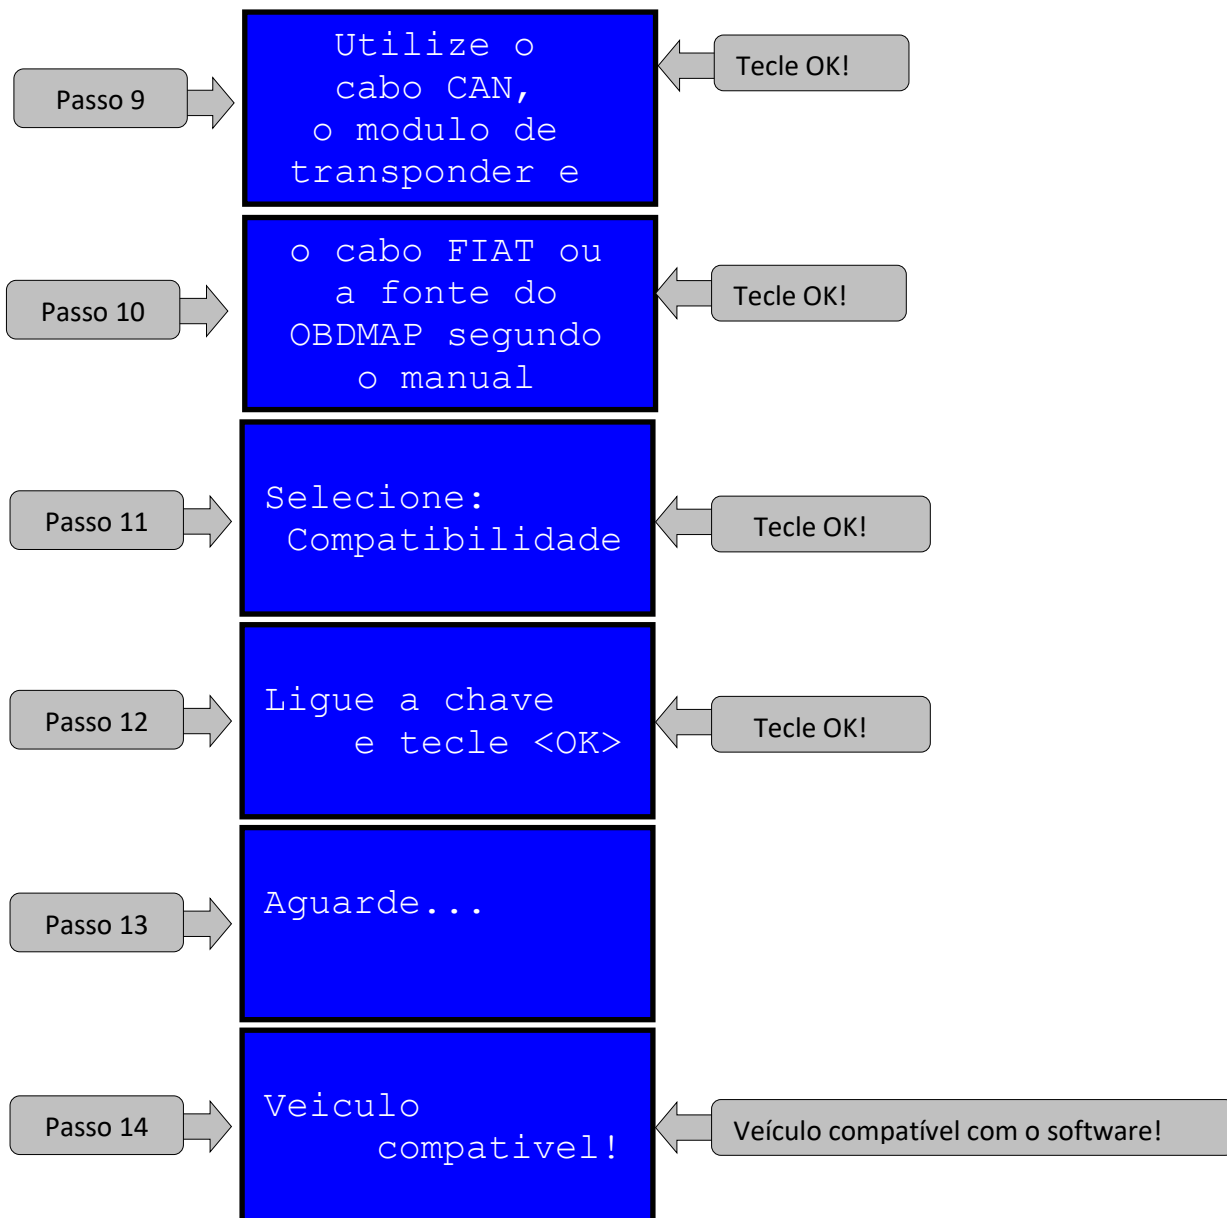 Passo 9
Utilize o
cabo CAN,
o modulo de
transponder e
Tecle OK!
Passo 10
o cabo FIAT ou
a fonte do
OBDMAP segundo
o manual
Tecle OK!
Passo 11
Selecione:
Compatibilidade
Tecle OK!
Passo 12
Ligue a chave
e tecle <OK>
Tecle OK!
Passo 13
Aguarde...
Passo 14
Veiculo
compativel!
Veículo compatível com o software!